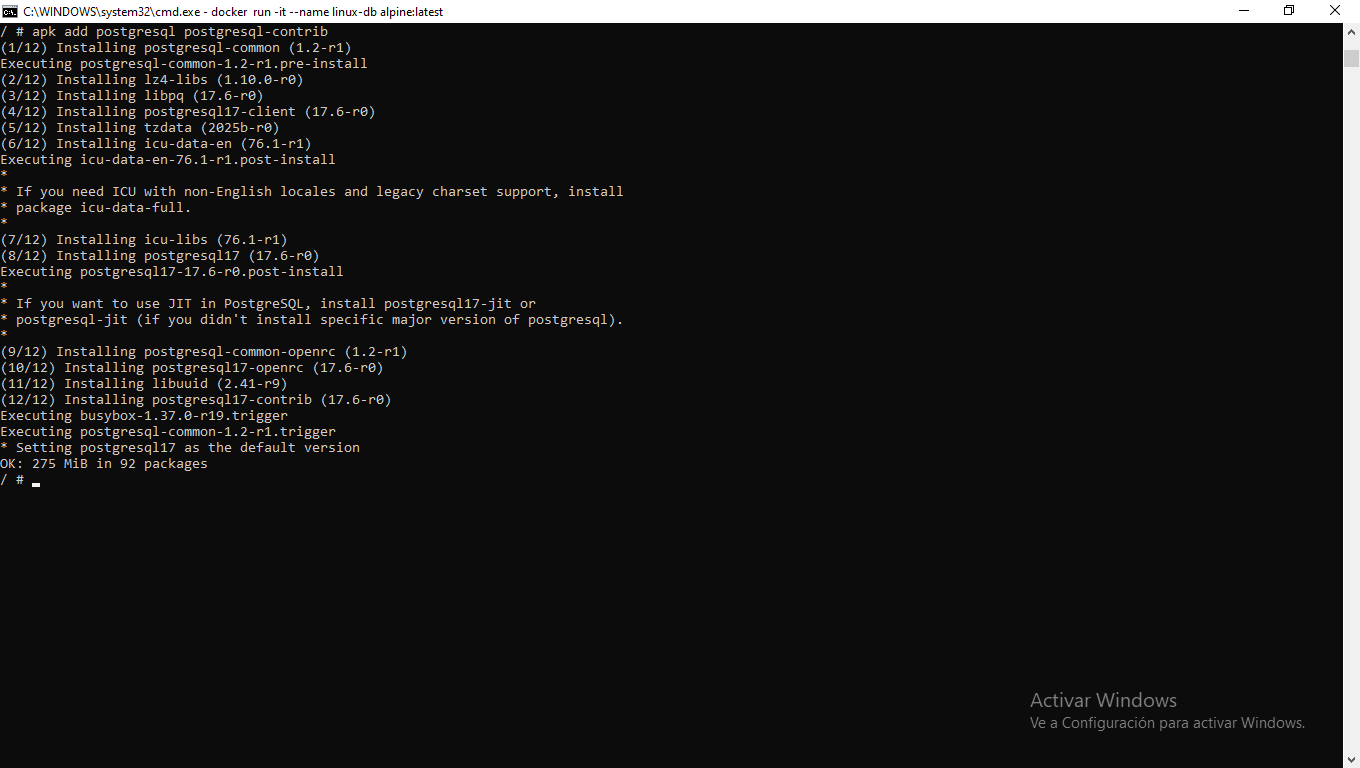 C:\WINDOWS\system32\cmd.exe - docker  run -it --name linux-db alpine:latest
/ # apk add postgresql postgresql-contrib
(1/12) Installing postgresql-common (1.2-r1)
Executing postgresql-common-1.2-r1.pre-install
(2/12) Installing lz4-libs (1.10.0-r0)
(3/12) Installing libpq (17.6-r0)
(4/12) Installing postgresql17-client (17.6-r0)
(5/12) Installing tzdata (2025b-r0)
(6/12) Installing icu-data-en (76.1-r1)
Executing icu-data-en-76.1-r1.post-install
*
* If you need ICU with non-English locales and legacy charset support, install
* package icu-data-full.
*
(7/12) Installing icu-libs (76.1-r1)
(8/12) Installing postgresql17 (17.6-r0)
Executing postgresql17-17.6-r0.post-install
*
* If you want to use JIT in PostgreSQL, install postgresql17-jit or
* postgresql-jit (if you didn't install specific major version of postgresql).
*
(9/12) Installing postgresql-common-openrc (1.2-r1)
(10/12) Installing postgresql17-openrc (17.6-r0)
(11/12) Installing libuuid (2.41-r9)
(12/12) Installing postgresql17-contrib (17.6-r0)
Executing busybox-1.37.0-r19.trigger
Executing postgresql-common-1.2-r1.trigger
* Setting postgresql17 as the default version
OK: 275 MiB in 92 packages
/ #
Activar Windows
Ve a Configuración para activar Windows.